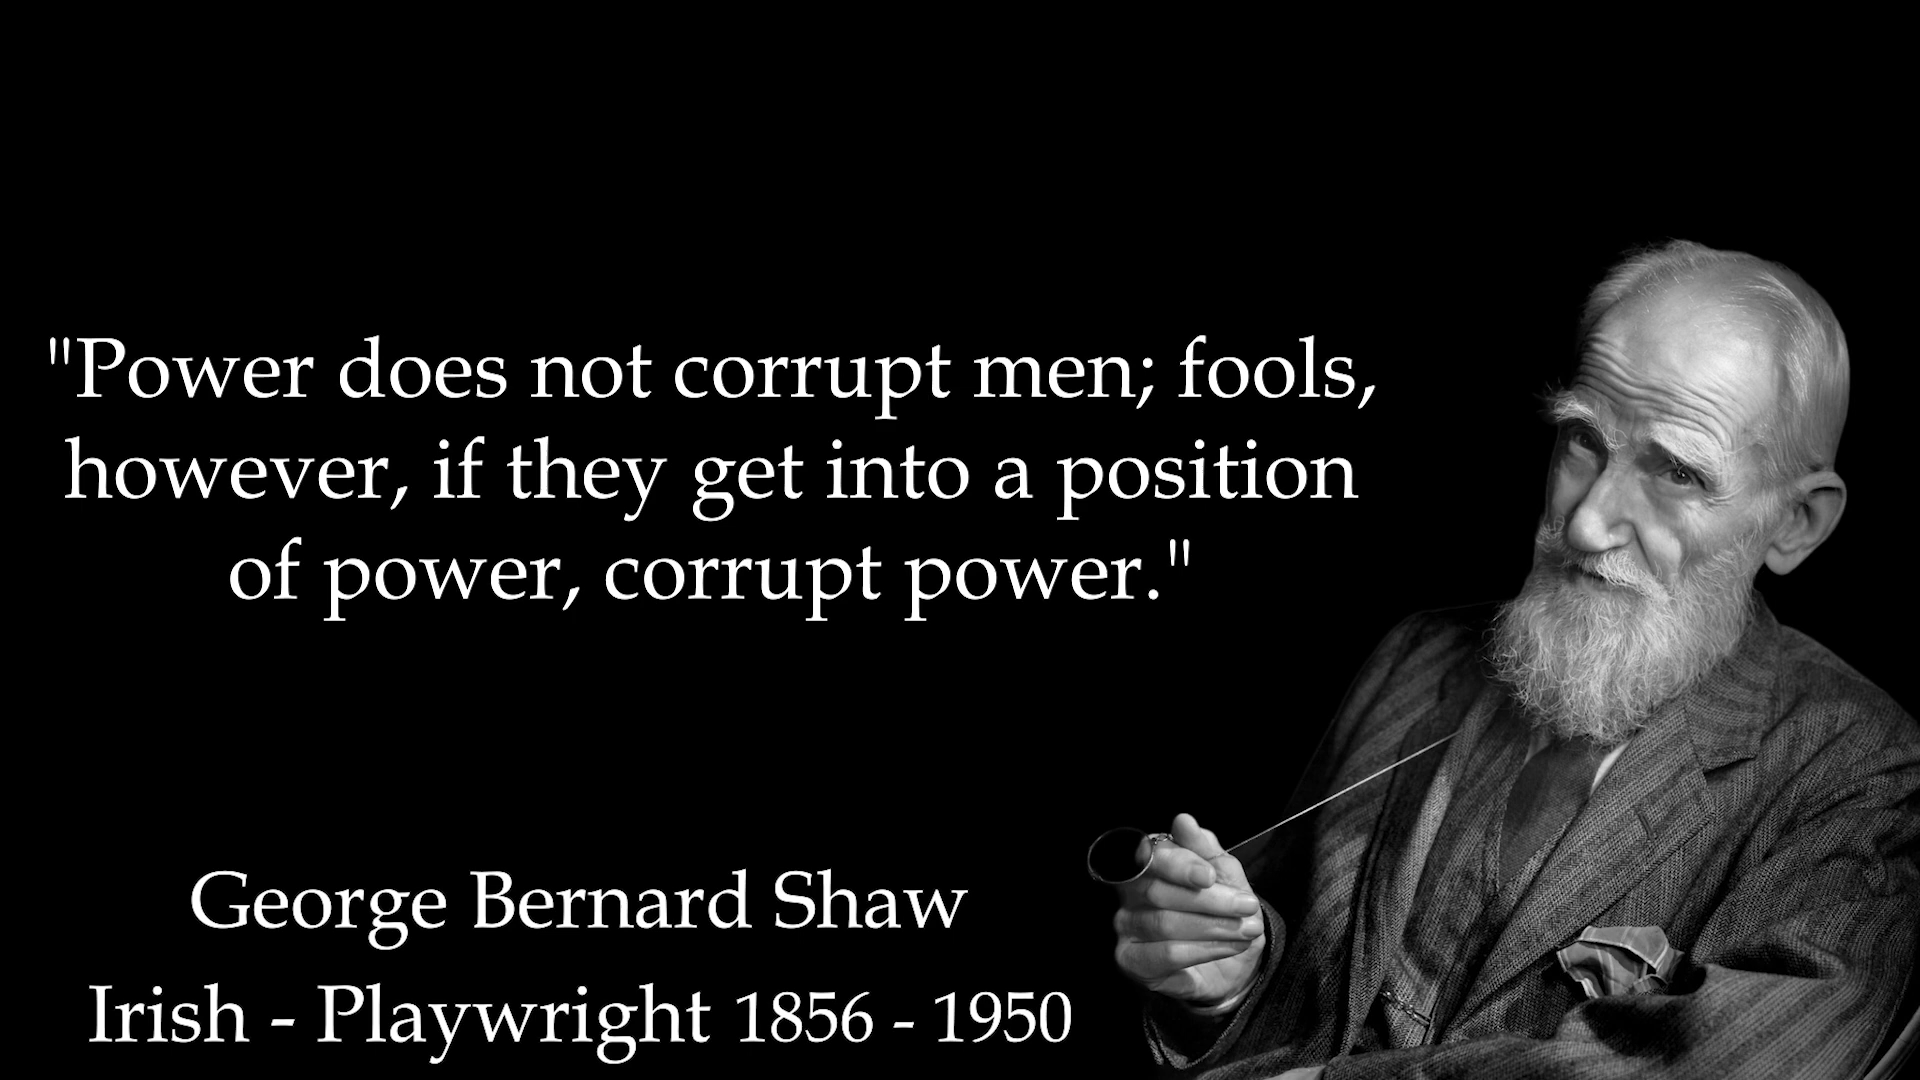 "Power does not corrupt men; fools,
however, if they get into a position
of power, corrupt power."
George Bernard Shaw
Irish - Playwright 1856 - 1950